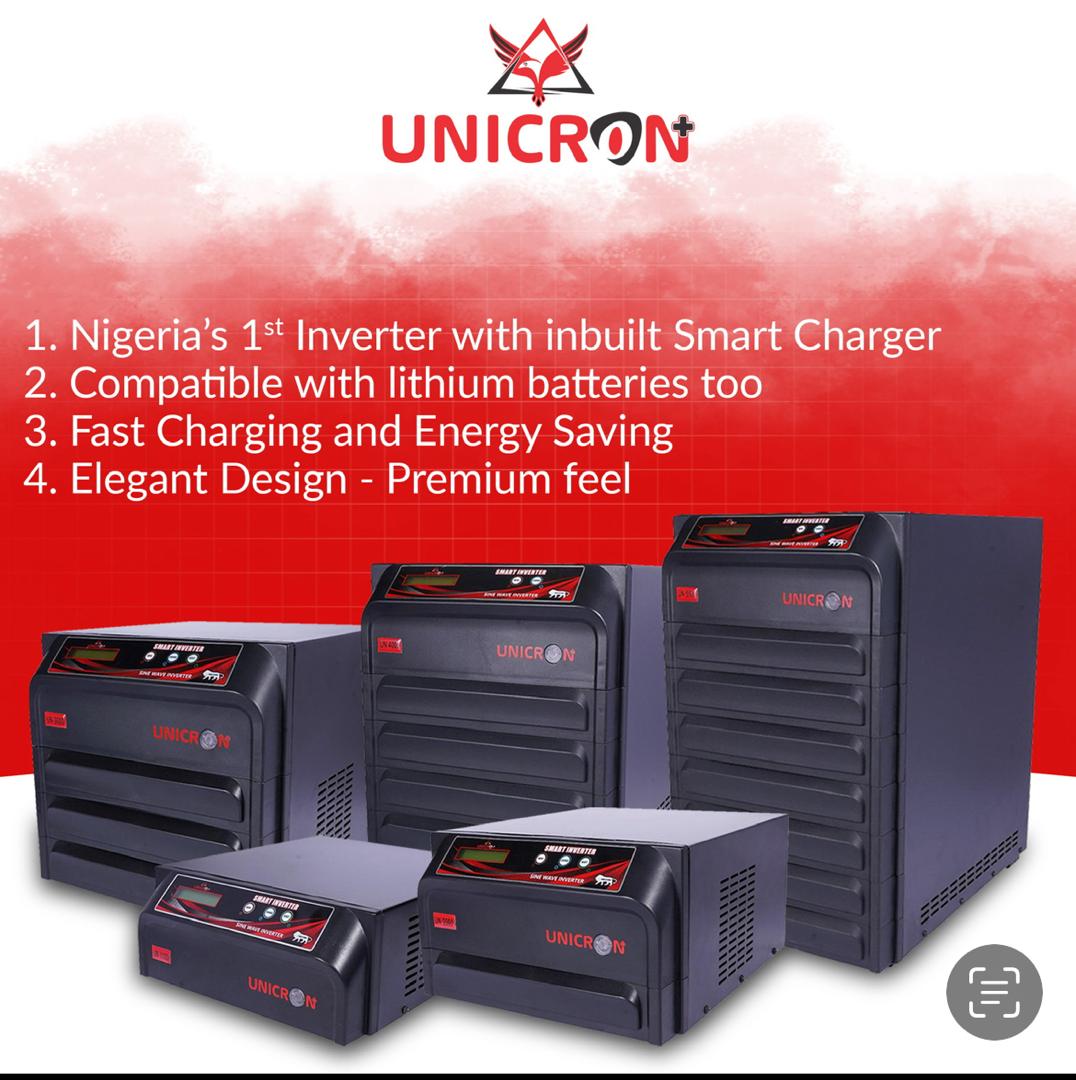 UNICRON+
1. Nigeria’s 1st Inverter with inbuilt Smart Charger
2. Compatible with lithium batteries too
3. Fast Charging and Energy Saving
4. Elegant Design - Premium feel
SMART INVERTER
SINE WAVE INVERTER
UNICRON+
SMART INVERTER
SINE WAVE INVERTER
UNICRON+
SMART INVERTER
SINE WAVE INVERTER
UNICRON+
SMART INVERTER
SINE WAVE INVERTER
UNICRON+
SMART INVERTER
SINE WAVE INVERTER
UNICRON+